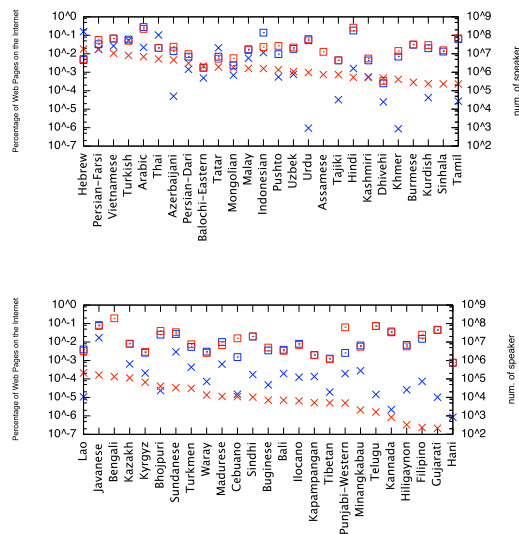 Percentage of Web Pages on the Internet
10^0
10^-1
10^-2
10^-3
10^-4
10^-5
10^-6
10^-7
10^9
10^8
10^7
10^6
10^5
10^4
10^3
10^2
num. of speaker
Hebrew
Persian-Farsi
Vietnamese
Turkish
Arabic
Thai
Azerbaijani
Persian-Dari
Balochi-Eastern
Tatar
Mongolian
Malay
Indonesian
Pushto
Uzbek
Urdu
Assamese
Tajiki
Hindi
Kashmiri
Dhivehi
Khmer
Burmese
Kurdish
Sinhala
Tamil
Percentage of Web Pages on the Internet
10^0
10^-1
10^-2
10^-3
10^-4
10^-5
10^-6
10^-7
10^9
10^8
10^7
10^6
10^5
10^4
10^3
10^2
num. of speaker
Lao
Javanese
Bengali
Kazakh
Kyrgyz
Bhojpuri
Sundanese
Turkmen
Waray
Madurese
Cebuano
Sindhi
Buginese
Bali
Ilocano
Kapampangan
Tibetan
Punjabi-Western
Minangkabau
Telugu
Kannada
Hiligaynon
Filipino
Gujarati
Hani